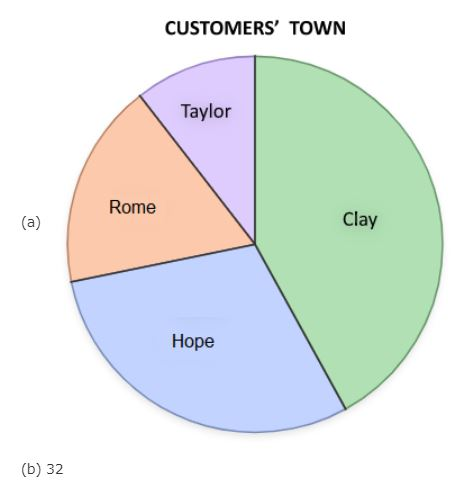 CUSTOMERS' TOWN
Taylor
Rome
(a)
Clay
Hope
(b) 32